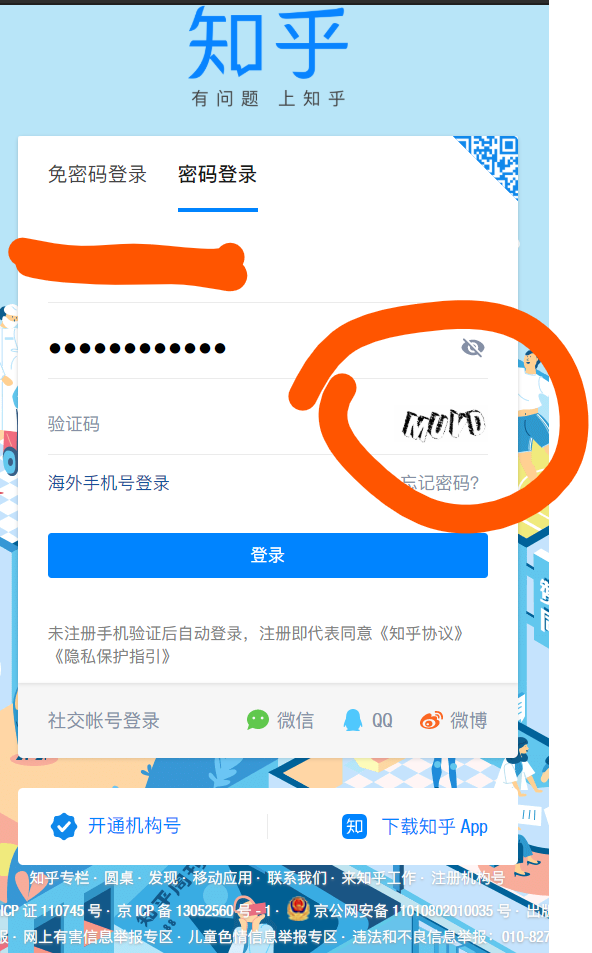 知乎
有问题 上知乎
免密码登录 密码登录
验证码
海外手机号登录 忘记密码?
登录
未注册手机验证后自动登录，注册即代表同意《知乎协议》
《隐私保护指引》
社交帐号登录 微信 QQ 微博
开通机构号 知 下载知乎 App
知乎专栏 · 圆桌 · 发现 · 移动应用 · 联系我们 · 来知乎工作 · 注册机构号
ICP 证 110745 号 · 京 ICP 备 13052560 号 - 1 · 京公网安备 11010802010035 号 · 出版
报 · 网上有害信息举报专区 · 儿童色情信息举报专区 · 违法和不良信息举报：010-827